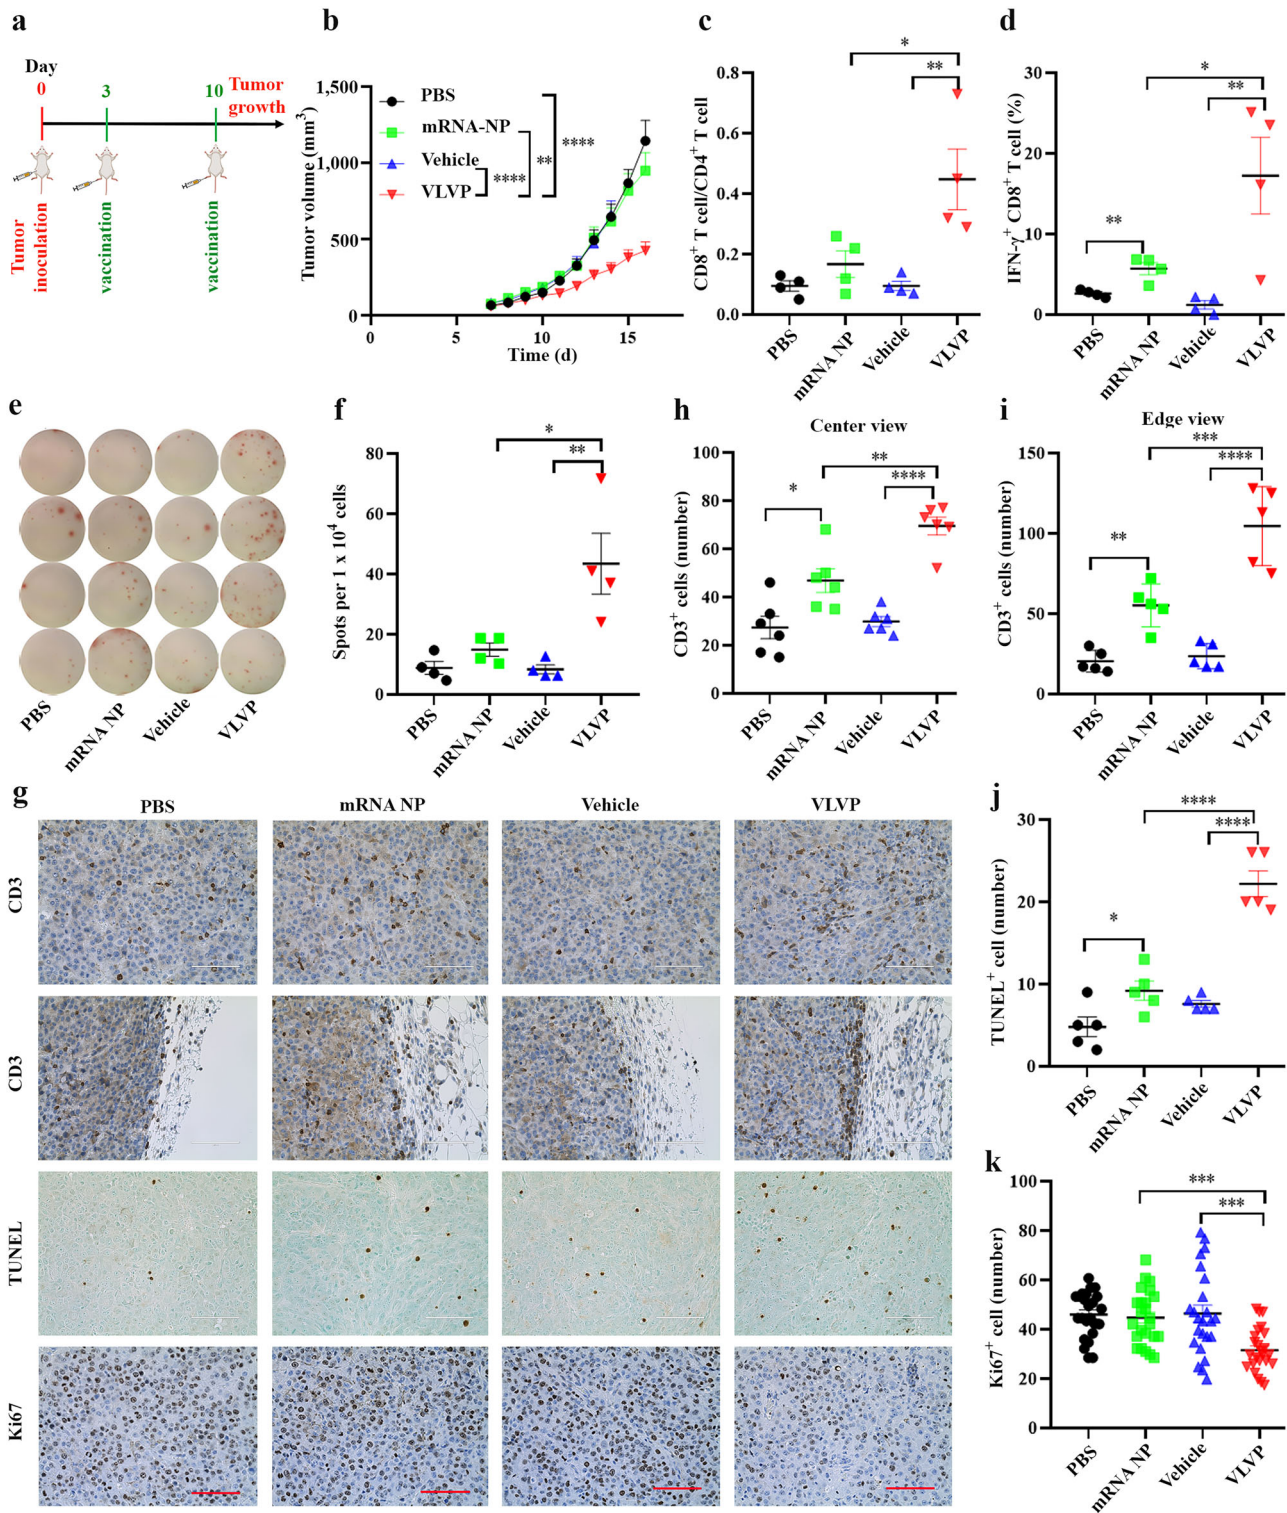 a
Day
0
3
10
Tumor
growth
Tumor
inoculation
vaccination
vaccination
b
Tumor volume (mm³)
1,500
1,000
500
0
0
5
10
15
Time (d)
PBS
mRNA-NP
Vehicle
VLVP
****
**
****
c
CD8⁺ T cell/CD4⁺ T cell
0.8
0.6
0.4
0.2
0.0
*
**
PBS
mRNA NP
Vehicle
VLVP
d
IFN-γ⁺ CD8⁺ T cell (%)
30
20
10
0
*
**
**
PBS
mRNA NP
Vehicle
VLVP
e
PBS
mRNA NP
Vehicle
VLVP
f
Spots per 1 x 10⁴ cells
80
60
40
20
0
*
**
PBS
mRNA NP
Vehicle
VLVP
h
Center view
CD3⁺ cells (number)
100
80
60
40
20
0
**
****
*
PBS
mRNA NP
Vehicle
VLVP
i
Edge view
CD3⁺ cells (number)
150
100
50
0
***
****
**
PBS
mRNA NP
Vehicle
VLVP
g
PBS
mRNA NP
Vehicle
VLVP
CD3
CD3
TUNEL
Ki67
j
TUNEL⁺ cell (number)
30
20
10
0
****
****
*
PBS
mRNA NP
Vehicle
VLVP
k
Ki67⁺ cell (number)
100
80
60
40
20
0
***
***
PBS
mRNA NP
Vehicle
VLVP